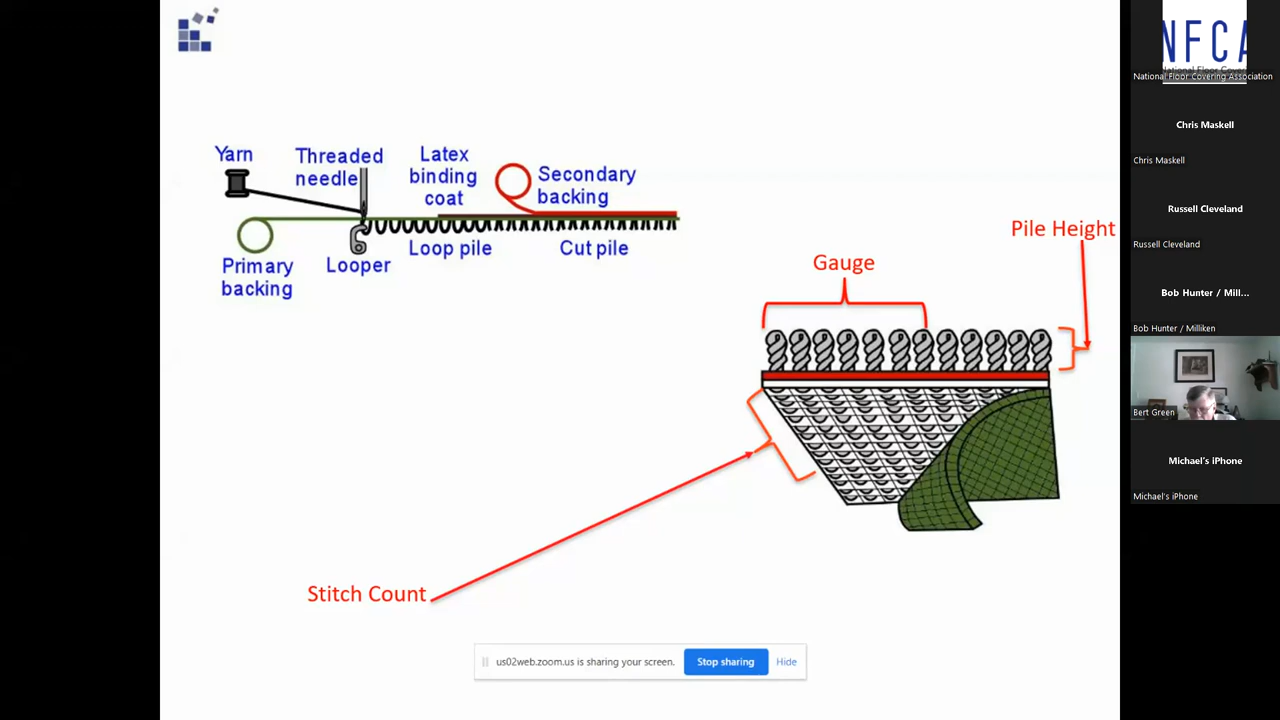 Yarn
Threaded
needle
Latex
binding
coat
Secondary
backing
Primary
backing
Looper
Loop pile
Cut pile
Pile Height
Gauge
Stitch Count
us02web.zoom.us is sharing your screen.
Stop sharing
Hide
NFCA
National Floor Covering Association
Chris Maskell
Chris Maskell
Russell Cleveland
Russell Cleveland
Bob Hunter / Mill...
Bob Hunter / Milliken
Bert Green
Michael's iPhone
Michael's iPhone